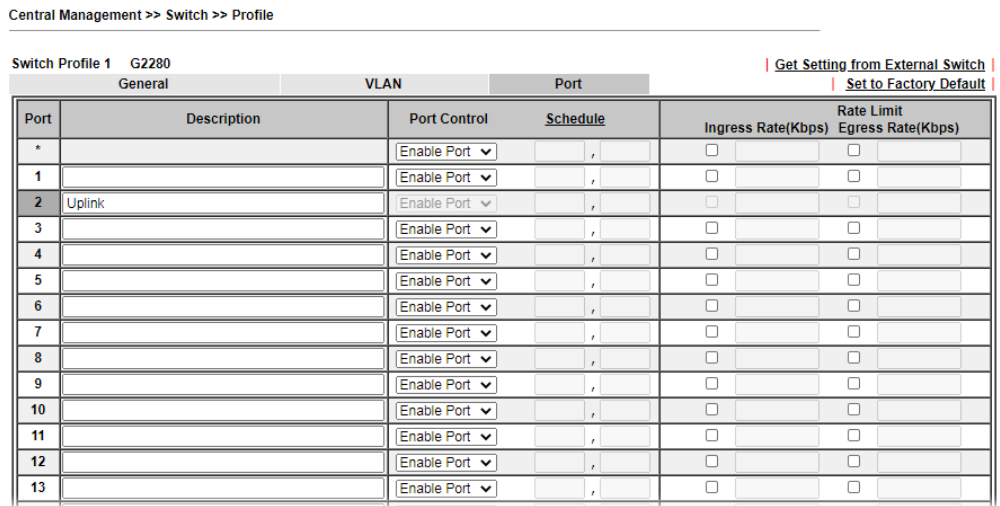 Central Management >> Switch >> Profile
Switch Profile 1 G2280 | Get Setting from External Switch |
General VLAN Port | Set to Factory Default |
Port Description Port Control Schedule Rate Limit
Ingress Rate(Kbps) Egress Rate(Kbps)
* Enable Port ,
1 Enable Port ,
2 Uplink Enable Port ,
3 Enable Port ,
4 Enable Port ,
5 Enable Port ,
6 Enable Port ,
7 Enable Port ,
8 Enable Port ,
9 Enable Port ,
10 Enable Port ,
11 Enable Port ,
12 Enable Port ,
13 Enable Port ,